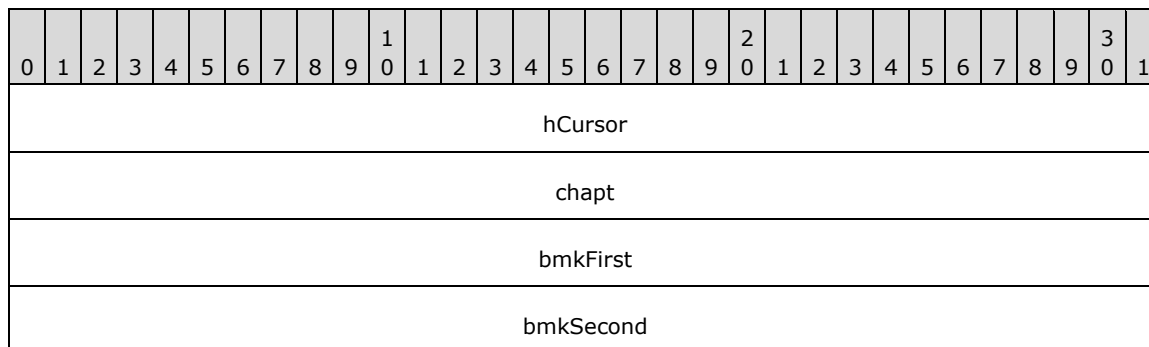 1 2 3
0 1 2 3 4 5 6 7 8 9 0 1 2 3 4 5 6 7 8 9 0 1 2 3 4 5 6 7 8 9 0 1
hCursor
chapt
bmkFirst
bmkSecond